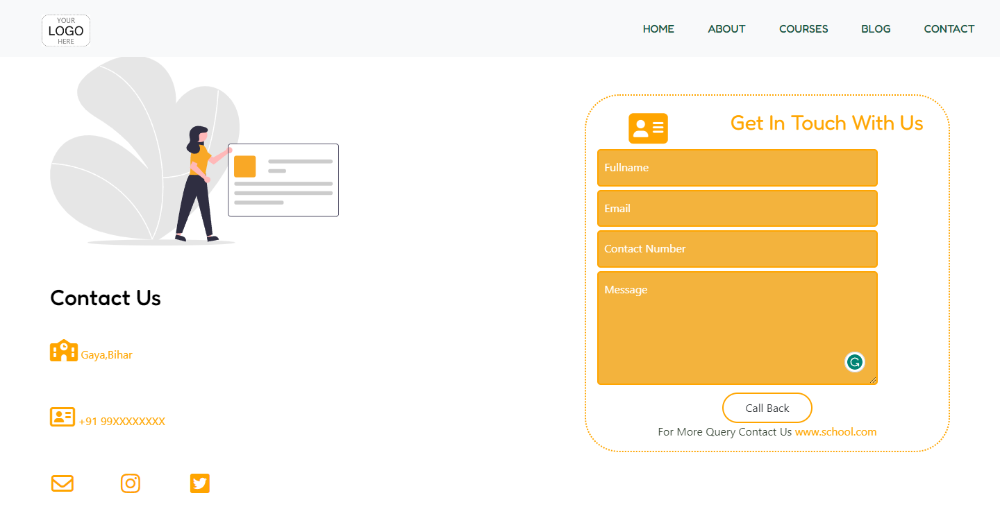 YOUR
LOGO
HERE
HOME ABOUT COURSES BLOG CONTACT
Get In Touch With Us
Fullname
Email
Contact Number
Message
Call Back
For More Query Contact Us www.school.com
Contact Us
Gaya,Bihar
+91 99XXXXXXXX